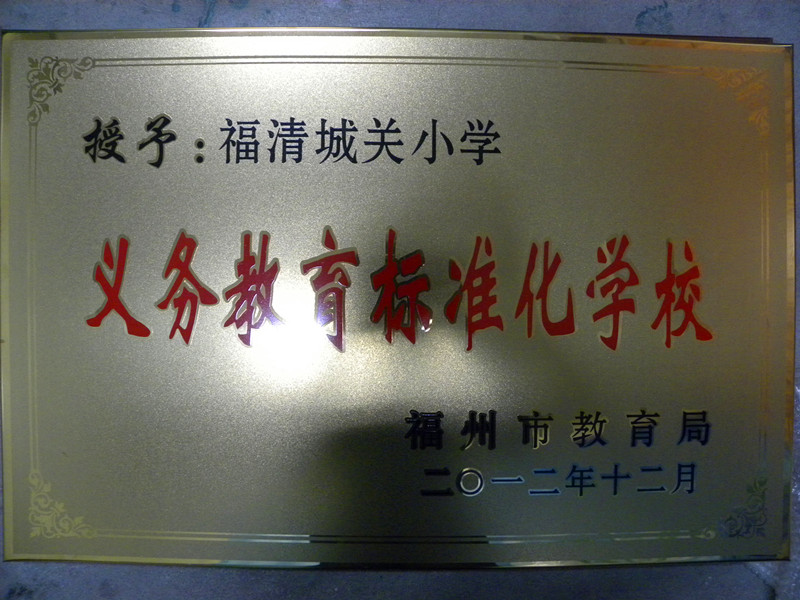 授予：福清城关小学
义务教育标准化学校
福州市教育局
二〇一二年十二月